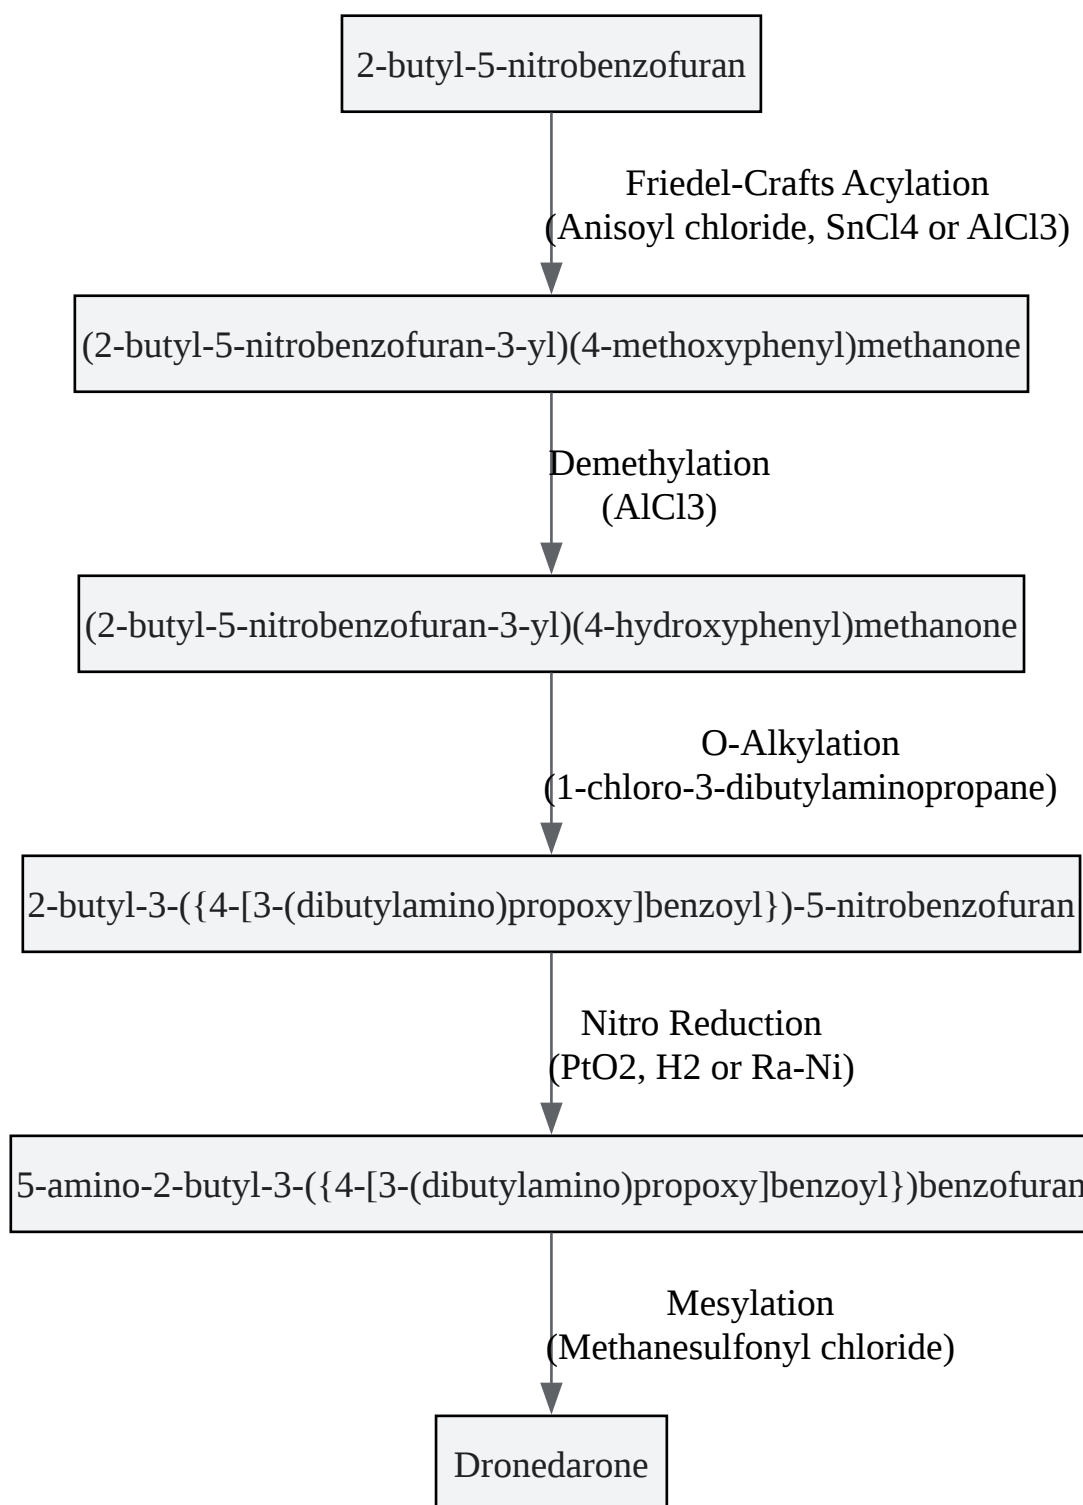 2-butyl-5-nitrobenzofuran
Friedel-Crafts Acylation
(Anisoyl chloride, SnCl4 or AlCl3)
(2-butyl-5-nitrobenzofuran-3-yl)(4-methoxyphenyl)methanone
Demethylation
(AlCl3)
(2-butyl-5-nitrobenzofuran-3-yl)(4-hydroxyphenyl)methanone
O-Alkylation
(1-chloro-3-dibutylaminopropane)
2-butyl-3-({4-[3-(dibutylamino)propoxy]benzoyl})-5-nitrobenzofuran
Nitro Reduction
(PtO2, H2 or Ra-Ni)
5-amino-2-butyl-3-({4-[3-(dibutylamino)propoxy]benzoyl})benzofuran
Mesylation
(Methanesulfonyl chloride)
Dronedarone